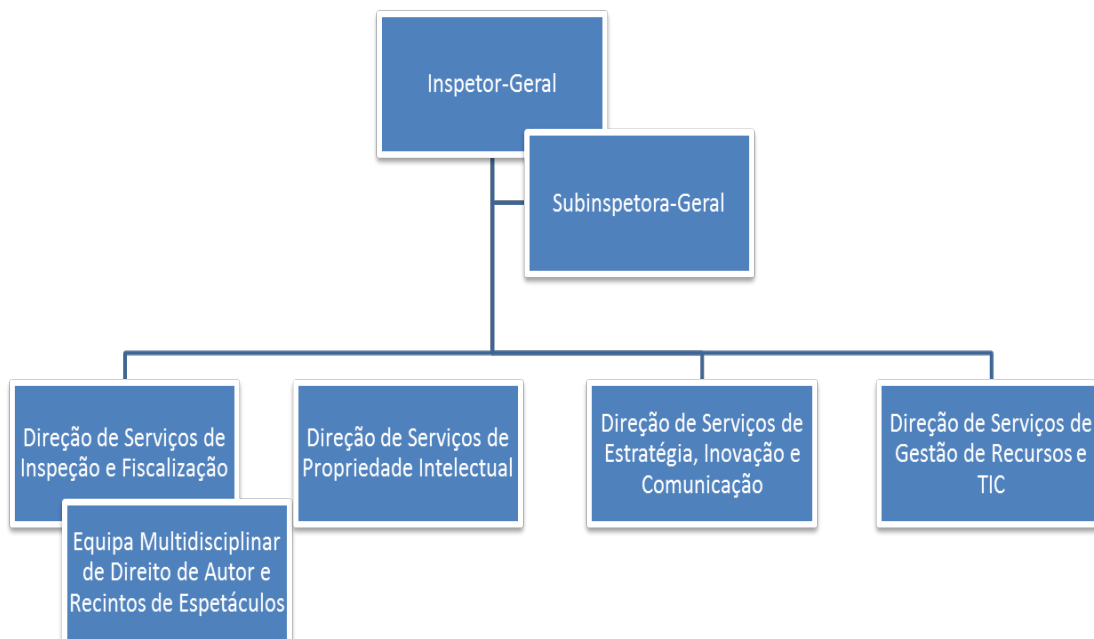 Inspetor-Geral
Subinspetora-Geral
Direção de Serviços de
Inspeção e Fiscalização
Equipa Multidisciplinar
de Direito de Autor e
Recintos de Espetáculos
Direção de Serviços de
Propriedade Intelectual
Direção de Serviços de
Estratégia, Inovação e
Comunicação
Direção de Serviços de
Gestão de Recursos e
TIC